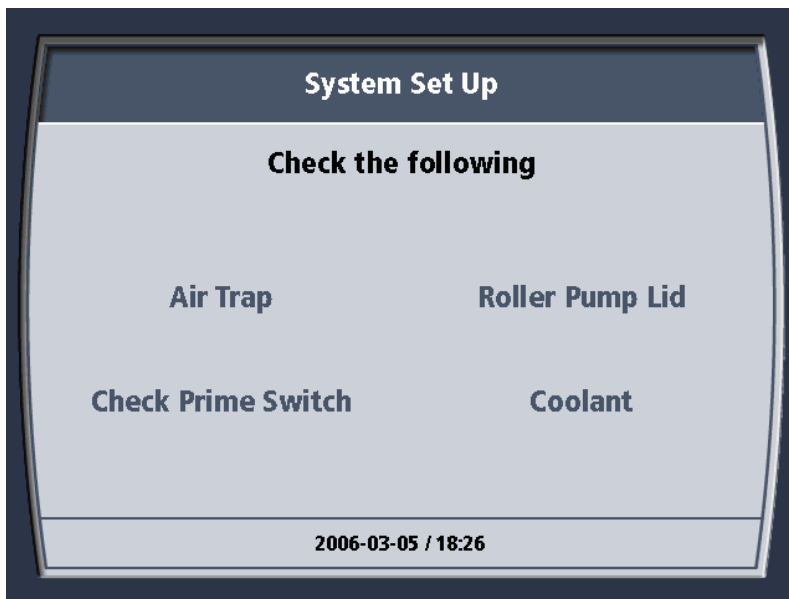 System Set Up
Check the following
Air Trap Roller Pump Lid
Check Prime Switch Coolant
2006-03-05 / 18:26